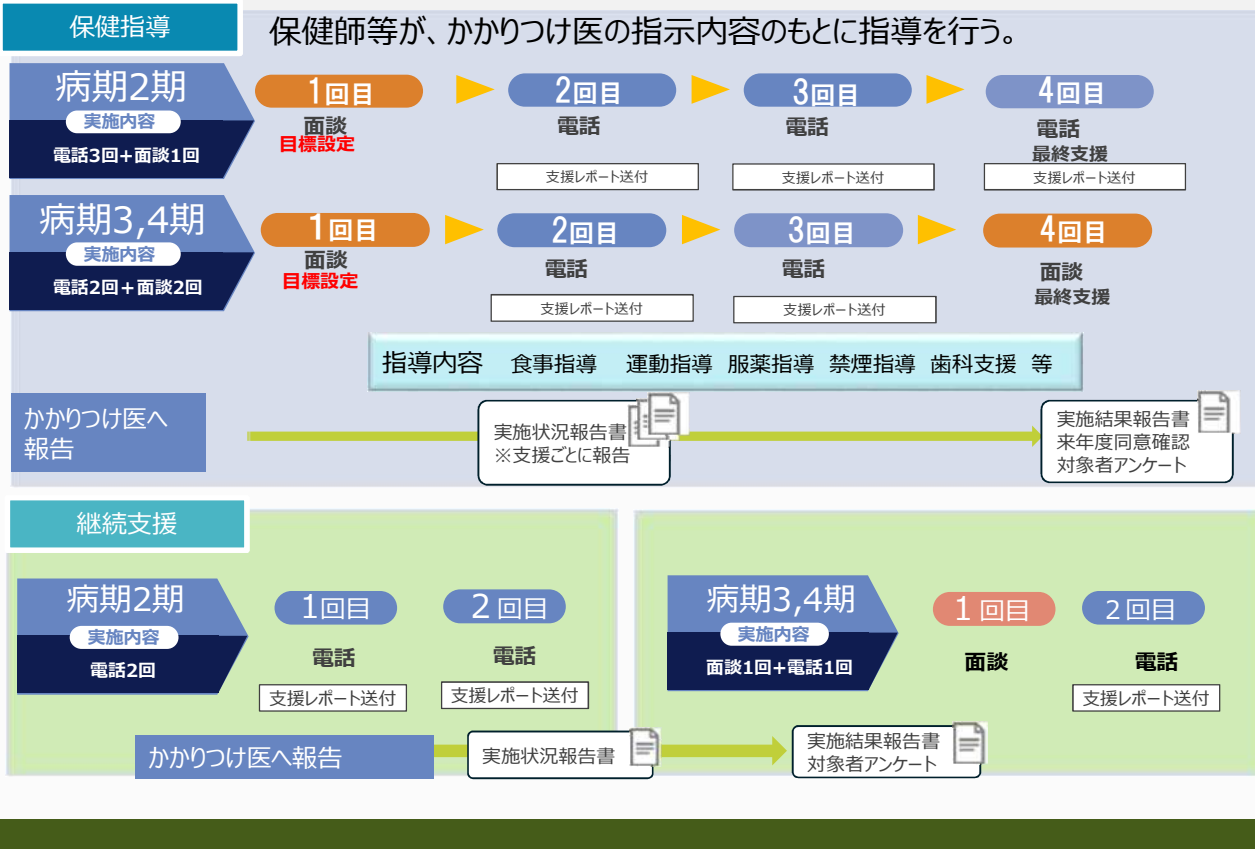 保健指導
保健師等が、かかりつけ医の指示内容のもとに指導を行う。
病期2期
実施内容
電話3回+面談1回
1回目
面談
目標設定
2回目
電話
支援レポート送付
3回目
電話
支援レポート送付
4回目
電話
最終支援
支援レポート送付
病期3,4期
実施内容
電話2回+面談2回
1回目
面談
目標設定
2回目
電話
支援レポート送付
3回目
電話
支援レポート送付
4回目
面談
最終支援
指導内容 食事指導 運動指導 服薬指導 禁煙指導 歯科支援 等
かかりつけ医へ
報告
実施状況報告書
※支援ごとに報告
実施結果報告書
来年度同意確認
対象者アンケート
継続支援
病期2期
実施内容
電話2回
1回目
電話
支援レポート送付
2回目
電話
支援レポート送付
病期3,4期
実施内容
面談1回+電話1回
1回目
面談
2回目
電話
支援レポート送付
かかりつけ医へ報告
実施状況報告書
実施結果報告書
対象者アンケート